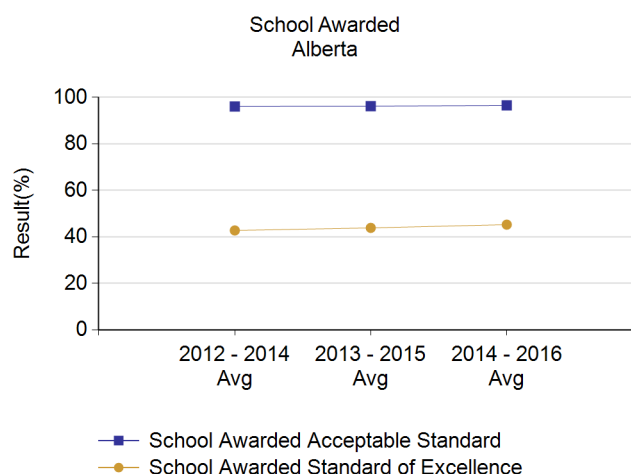 School Awarded
Alberta
100
80
60
40
20
0
Result(%)
2012 - 2014 2013 - 2015 2014 - 2016
Avg Avg Avg
School Awarded Acceptable Standard
School Awarded Standard of Excellence